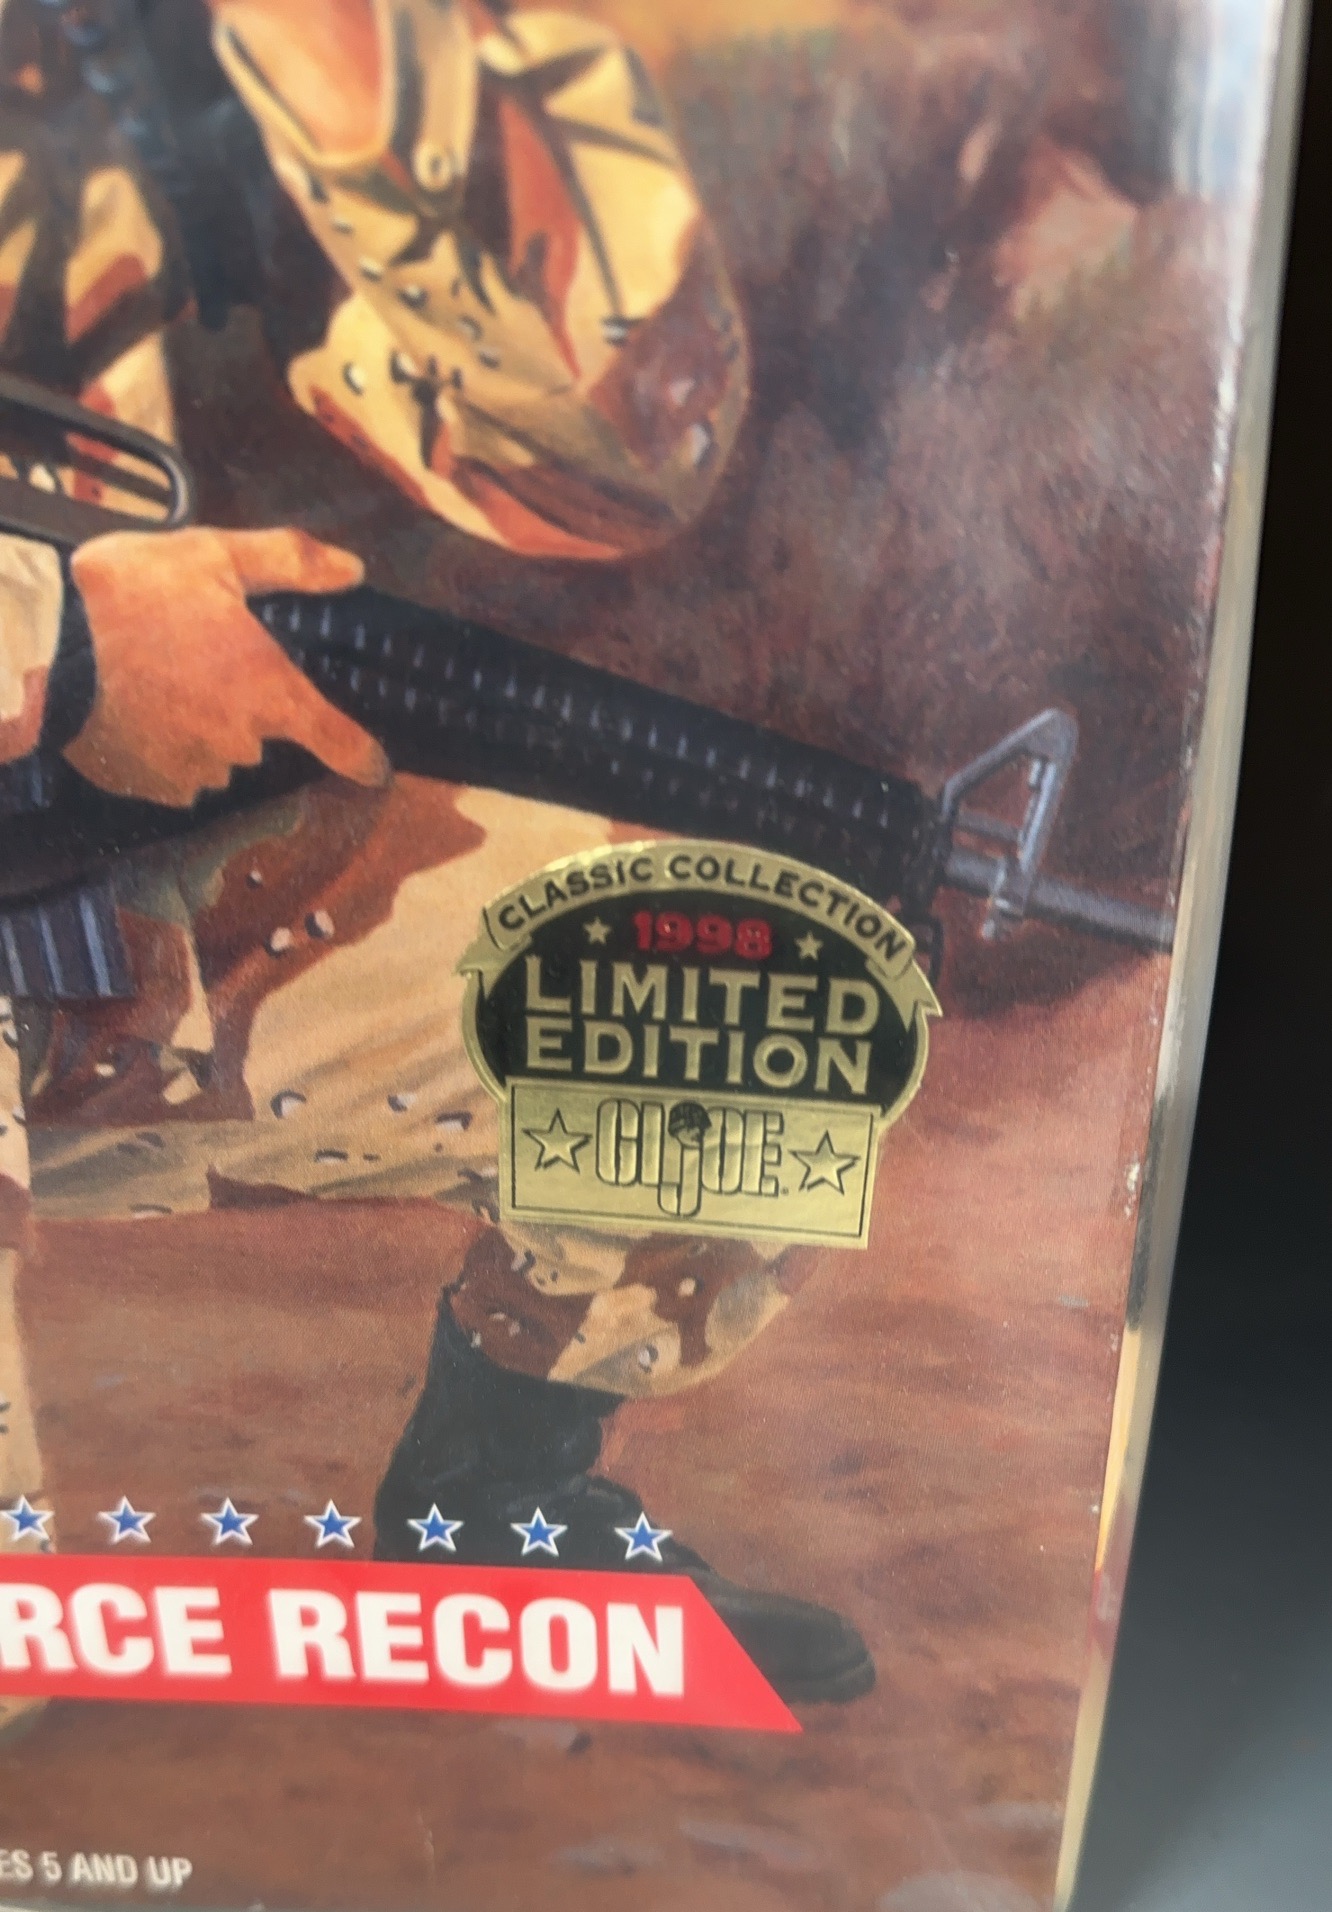 CLASSIC COLLECTION
1998
LIMITED
EDITION
GI JOE
RCE RECON
ES 5 AND UP